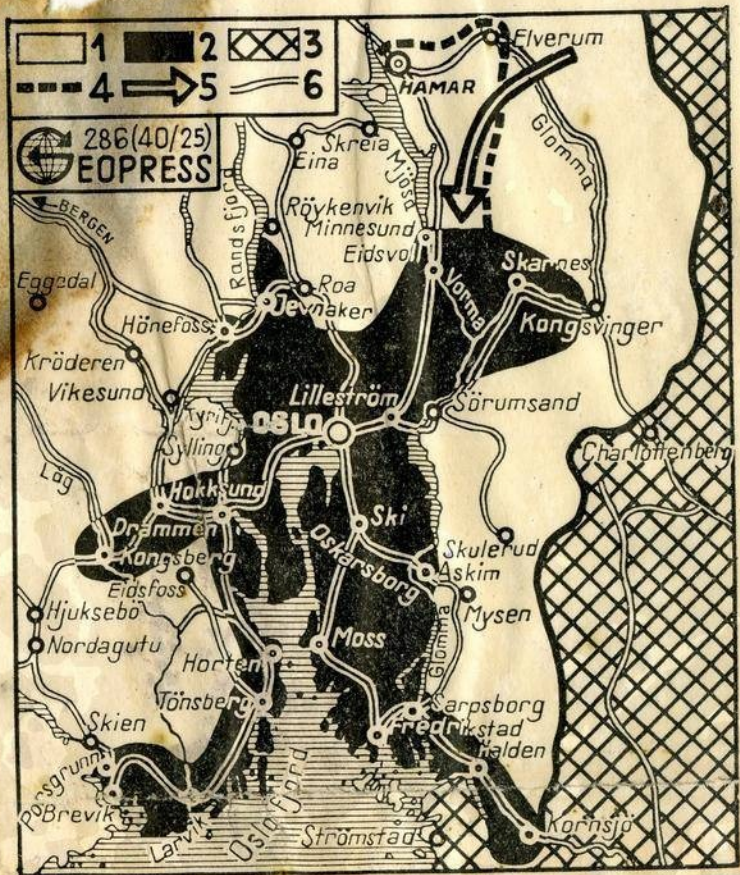 1 2 3
4 5 6
286(40/25)
GEOPRESS
Elverum
HAMAR
Glomma
Skreia
Eina
Mjösa
BERGEN
Randsfjord
Röykenvik
Minnesund
Eidsvol
Eggedal
Roa
Jevnaker
Skarnes
Vorma
Hönefoss
Kongsvinger
Kröderen
Vikesund
Lilleström
Sörumsand
Tyrifj.
OSLO
Sylling
Charlottenberg
Låg
Hokksund
Ski
Drammen
Oskarsborg
Skulerud
Kongsberg
Askim
Eidsfoss
Mysen
Hjuksebö
Nordagutu
Moss
Glomma
Horten
Tönsberg
Sarpsborg
Fredrikstad
Skien
Halden
Porsgrunn
Brevik
Larvik
Oslofjord
Strömstad
Kornsjö